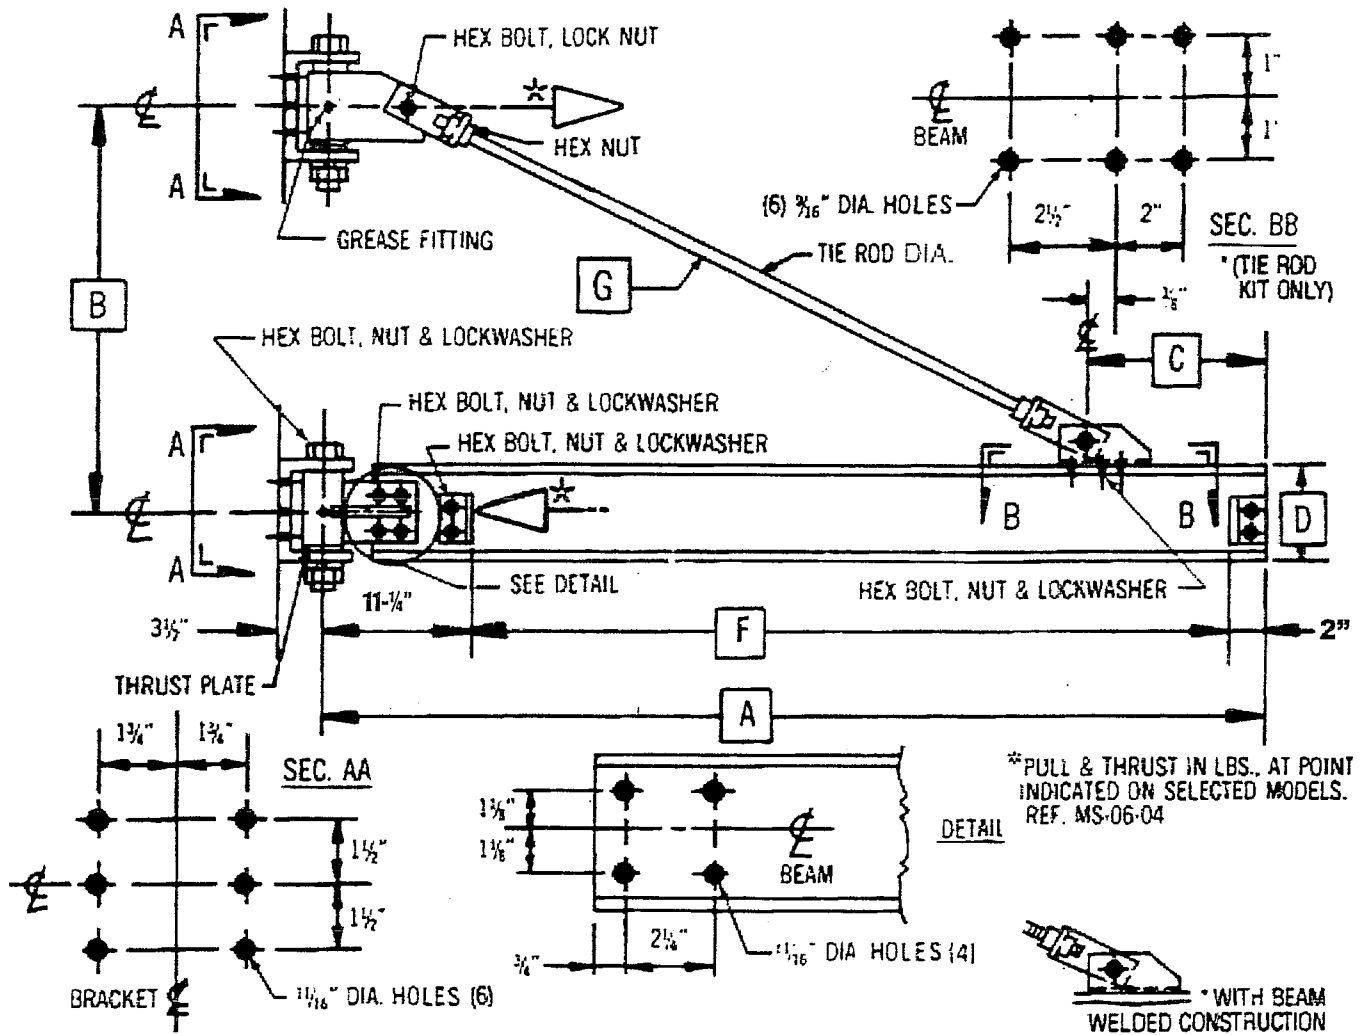 A
HEX BOLT, LOCK NUT
*
℄
HEX NUT
A
GREASE FITTING
1"
℄
BEAM
1"
(6) 9/16" DIA. HOLES
2½"
2"
SEC. BB
*(TIE ROD
KIT ONLY)
TIE ROD DIA.
G
B
℄
C
HEX BOLT, NUT & LOCKWASHER
HEX BOLT, NUT & LOCKWASHER
HEX BOLT, NUT & LOCKWASHER
A
*
℄
B
B
D
A
SEE DETAIL
HEX BOLT, NUT & LOCKWASHER
11-¼"
3½"
F
2"
THRUST PLATE
A
1¾"
1¾"
SEC. AA
1½"
℄
1½"
BRACKET ℄
11/16" DIA. HOLES (6)
1⅜"
1⅜"
℄
BEAM
DETAIL
¾"
2¼"
11/16" DIA HOLES (4)
*PULL & THRUST IN LBS., AT POINT
INDICATED ON SELECTED MODELS.
REF. MS-06-04
*WITH BEAM
WELDED CONSTRUCTION